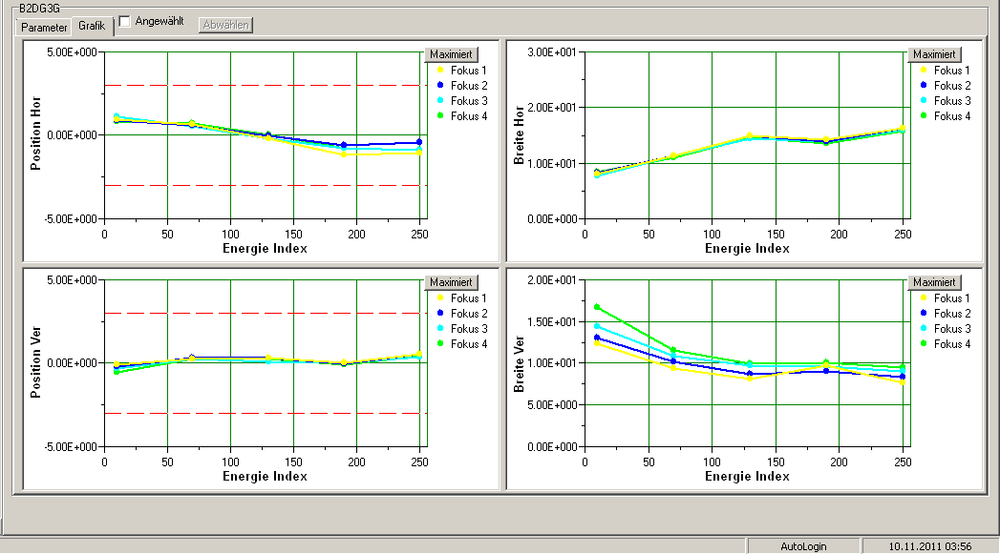 B2DG3G
Parameter Grafik Angewählt Abwählen
Maximiert
Fokus 1
Fokus 2
Fokus 3
Fokus 4
Position Hor
5.00E+000
0.00E+000
-5.00E+000
0 50 100 150 200 250
Energie Index
Maximiert
Fokus 1
Fokus 2
Fokus 3
Fokus 4
Breite Hor
3.00E+001
2.00E+001
1.00E+001
0.00E+000
0 50 100 150 200 250
Energie Index
Maximiert
Fokus 1
Fokus 2
Fokus 3
Fokus 4
Position Ver
5.00E+000
0.00E+000
-5.00E+000
0 50 100 150 200 250
Energie Index
Maximiert
Fokus 1
Fokus 2
Fokus 3
Fokus 4
Breite Ver
2.00E+001
1.50E+001
1.00E+001
5.00E+000
0.00E+000
0 50 100 150 200 250
Energie Index
AutoLogin 10.11.2011 03:56